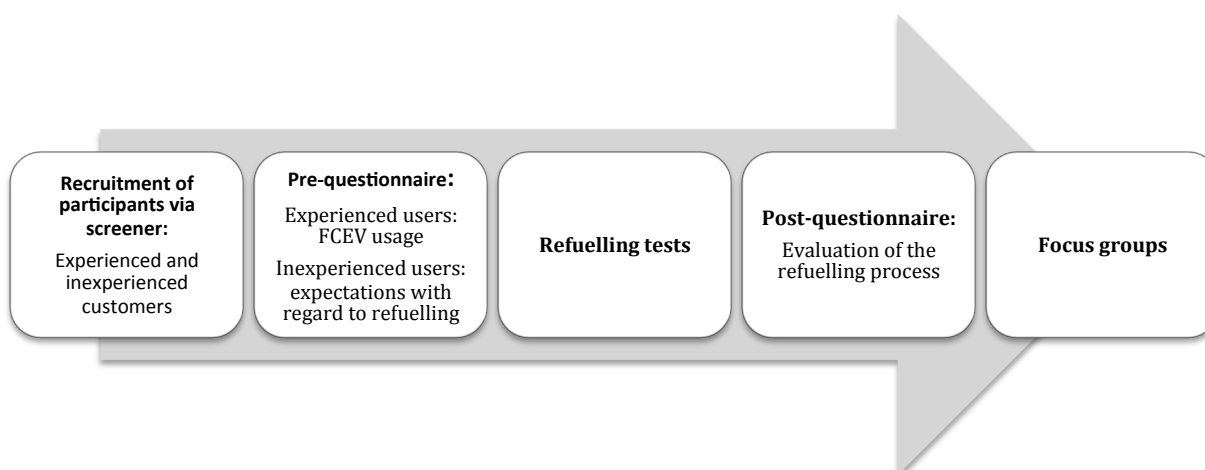 Recruitment of
participants via
screener:
Experienced and
inexperienced
customers
Pre-questionnaire:
Experienced users:
FCEV usage
Inexperienced users:
expectations with
regard to refuelling
Refuelling tests
Post-questionnaire:
Evaluation of the
refuelling process
Focus groups